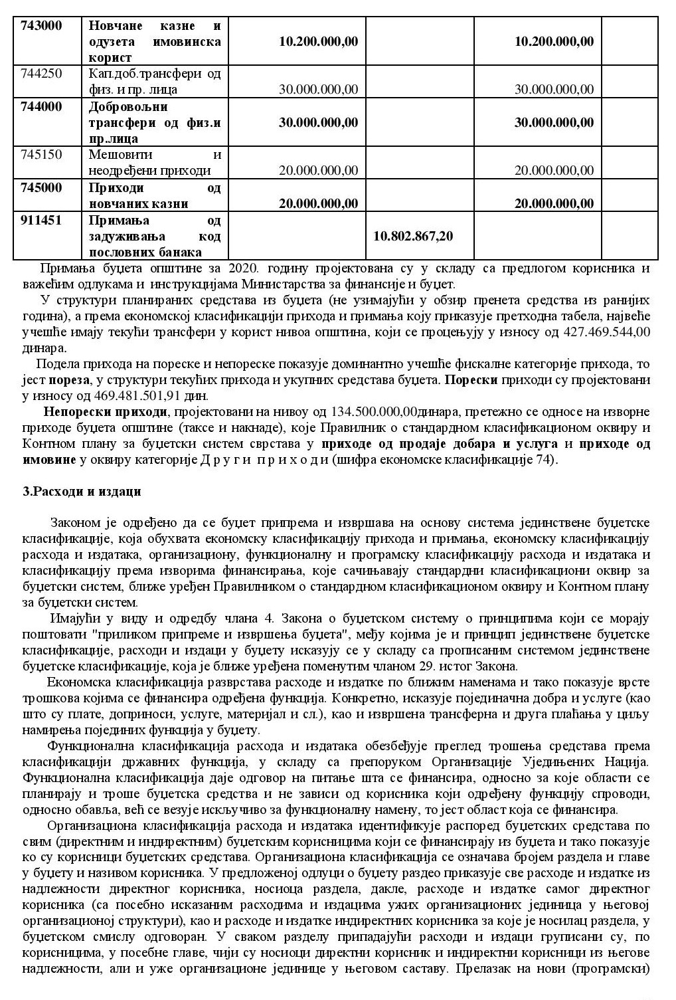 743000 Новчане казне и
одузета имовинска 10.200.000,00 10.200.000,00
корист
744250 Кап.доб.трансфери од
физ. и пр. лица 30.000.000,00 30.000.000,00
744000 Добровољни
трансфери од физ.и 30.000.000,00 30.000.000,00
пр.лица
745150 Мешовити и
неодређени приходи 20.000.000,00 20.000.000,00
745000 Приходи од
новчаних казни 20.000.000,00 20.000.000,00
911451 Примања од
задуживања код 10.802.867,20
пословних банака
Примања буџета општине за 2020. годину пројектована су у складу са предлогом корисника и
важећим одлукама и инструкцијама Министарства за финансије и буџет.
У структури планираних средстава из буџета (не узимајући у обзир пренета средства из ранијих
година), а према економској класификацији прихода и примања коју приказује претходна табела, највеће
учешће имају текући трансфери у корист нивоа општина, који се процењују у износу од 427.469.544,00
динара.
Подела прихода на пореске и непореске показује доминантно учешће фискалне категорије прихода, то
јест пореза, у структури текућих прихода и укупних средстава буџета. Порески приходи су пројектовани
у износу од 469.481.501,91 дин.
Непорески приходи, пројектовани на нивоу од 134.500.000,00динара, претежно се односе на изворне
приходе буџета општине (таксе и накнаде), које Правилник о стандардном класификационом оквиру и
Контном плану за буџетски систем сврстава у приходе од продаје добара и услуга и приходе од
имовине у оквиру категорије Д р у г и п р и х о д и (шифра економске класификације 74).
3.Расходи и издаци
Законом је одређено да се буџет припрема и извршава на основу система јединствене буџетске
класификације, која обухвата економску класификацију прихода и примања, економску класификацију
расхода и издатака, организациону, функционалну и програмску класификацију расхода и издатака и
класификацију према изворима финансирања, које сачињавају стандардни класификациони оквир за
буџетски систем, ближе уређен Правилником о стандардном класификационом оквиру и Контном плану
за буџетски систем.
Имајући у виду и одредбу члана 4. Закона о буџетском систему о принципима који се морају
поштовати "приликом припреме и извршења буџета", међу којима је и принцип јединствене буџетске
класификације, расходи и издаци у буџету исказују се у складу са прописаним системом јединствене
буџетске класификације, која је ближе уређена поменутим чланом 29. истог Закона.
Економска класификација разврстава расходе и издатке по ближим наменама и тако показује врсте
трошкова којима се финансира одређена функција. Конкретно, исказује појединачна добра и услуге (као
што су плате, доприноси, услуге, материјал и сл.), као и извршена трансферна и друга плаћања у циљу
намирења појединих функција у буџету.
Функционална класификација расхода и издатака обезбеђује преглед трошења средстава према
класификацији државних функција, у складу са препоруком Организације Уједињених Нација.
Функционална класификација даје одговор на питање шта се финансира, односно за које области се
планирају и троше буџетска средства и не зависи од корисника који одређену функцију спроводи,
односно обавља, већ се везује искључиво за функционалну намену, то јест област која се финансира.
Организациона класификација расхода и издатака идентификује распоред буџетских средстава по
свим (директним и индиректним) буџетским корисницима који се финансирају из буџета и тако показује
ко су корисници буџетских средстава. Организациона класификација се означава бројем раздела и главе
у буџету и називом корисника. У предложеној одлуци о буџету раздео приказује све расходе и издатке из
надлежности директног корисника, носиоца раздела, дакле, расходе и издатке самог директног
корисника (са посебно исказаним расходима и издацима ужих организационих јединица у његовој
организационој структури), као и расходе и издатке индиректних корисника за које је носилац раздела, у
буџетском смислу одговоран. У сваком разделу припадајући расходи и издаци груписани су, по
корисницима, у посебне главе, чији су носиоци директни корисник и индиректни корисници из његове
надлежности, али и уже организационе јединице у његовом саставу. Прелазак на нови (програмски)